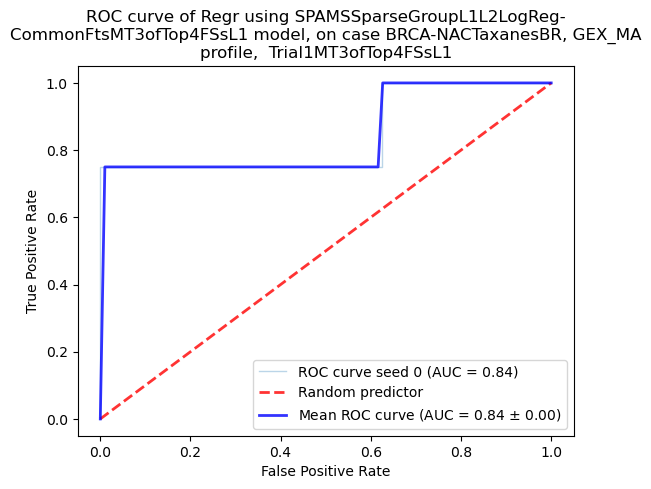 ROC curve of Regr using SPAMSSparseGroupL1L2LogReg-
CommonFtsMT3ofTop4FSsL1 model, on case BRCA-NACTaxanesBR, GEX_MA
profile,  Trial1MT3ofTop4FSsL1
True Positive Rate
1.0
0.8
0.6
0.4
0.2
0.0
ROC curve seed 0 (AUC = 0.84)
Random predictor
Mean ROC curve (AUC = 0.84 ± 0.00)
0.0 0.2 0.4 0.6 0.8 1.0
False Positive Rate